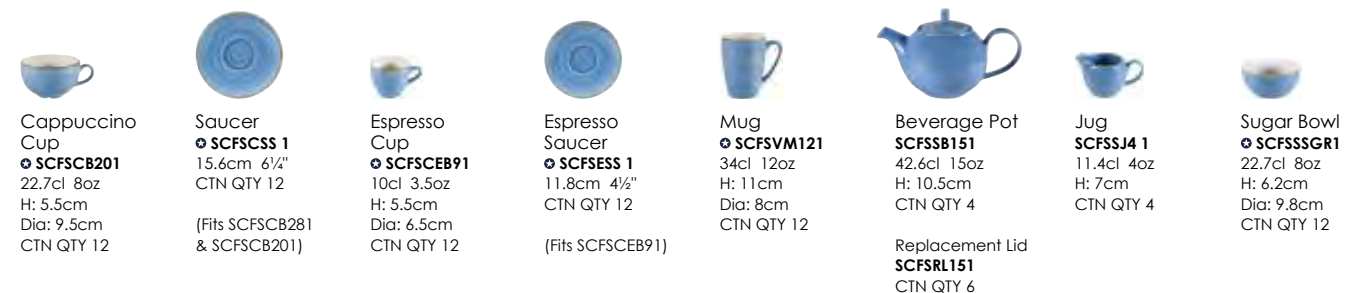 Cappuccino
Cup
✪ SCFSCB201
22.7cl 8oz
H: 5.5cm
Dia: 9.5cm
CTN QTY 12
Saucer
✪ SCFSCSS 1
15.6cm 6¼"
CTN QTY 12
(Fits SCFSCB281
& SCFSCB201)
Espresso
Cup
✪ SCFSCEB91
10cl 3.5oz
H: 5.5cm
Dia: 6.5cm
CTN QTY 12
Espresso
Saucer
✪ SCFSESS 1
11.8cm 4½"
CTN QTY 12
(Fits SCFSCEB91)
Mug
✪ SCFSVM121
34cl 12oz
H: 11cm
Dia: 8cm
CTN QTY 12
Beverage Pot
SCFSSB151
42.6cl 15oz
H: 10.5cm
CTN QTY 4
Replacement Lid
SCFSRL151
CTN QTY 6
Jug
SCFSSJ4 1
11.4cl 4oz
H: 7cm
CTN QTY 4
Sugar Bowl
✪ SCFSSSGR1
22.7cl 8oz
H: 6.2cm
Dia: 9.8cm
CTN QTY 12